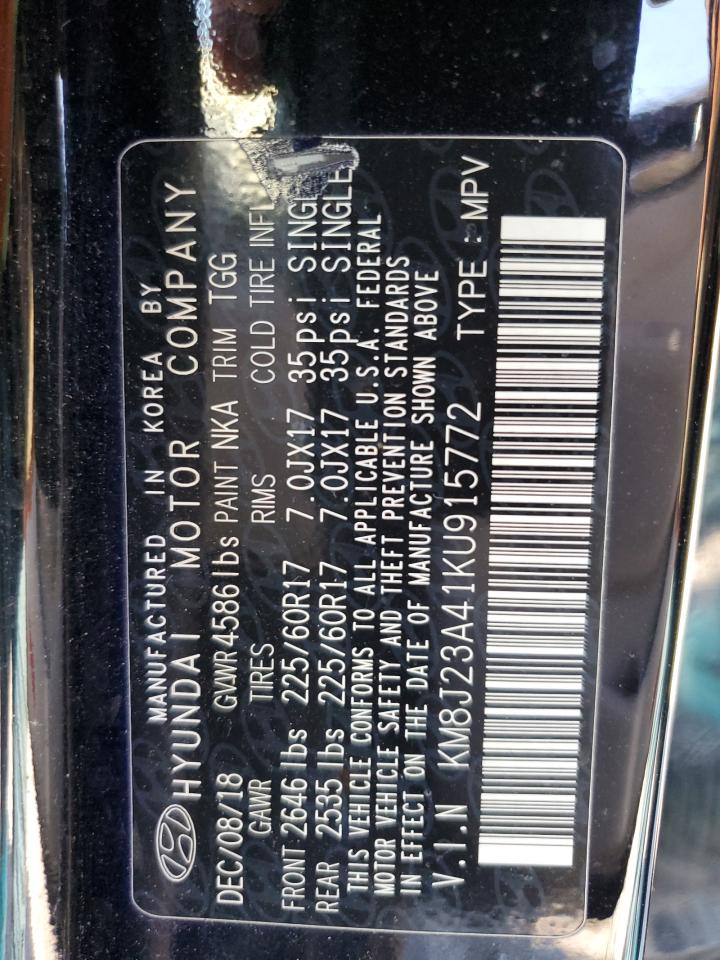 MANUFACTURED IN KOREA BY
HYUNDAI MOTOR COMPANY
DEC/08/18 GVWR 4586 lbs PAINT NKA TRIM TGG
GAWR TIRES RMS COLD TIRE
FRONT 2646 lbs 225/60R17 7.0JX17 35psi
REAR 2535 lbs 225/60R17 7.0JX17 35psi SINGLE
THIS VEHICLE CONFORMS TO ALL APPLICABLE U.S.A. FEDERAL
MOTOR VEHICLE SAFETY AND THEFT PREVENTION STANDARDS
IN EFFECT ON THE DATE OF MANUFACTURE SHOWN ABOVE
V.I.N KM8J23A41KU915772 TYPE : MPV